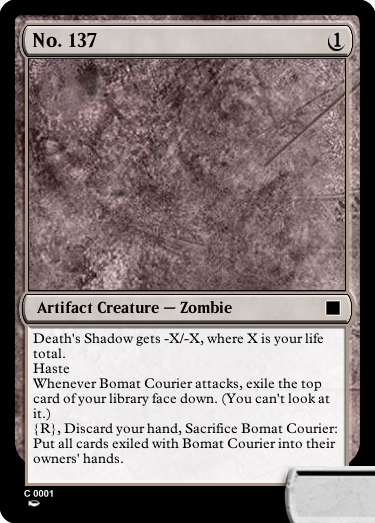 No. 137
1
Artifact Creature — Zombie
Death's Shadow gets -X/-X, where X is your life
total.
Haste
Whenever Bomat Courier attacks, exile the top
card of your library face down. (You can't look at
it.)
{R}, Discard your hand, Sacrifice Bomat Courier:
Put all cards exiled with Bomat Courier into their
owners' hands.
C 0001